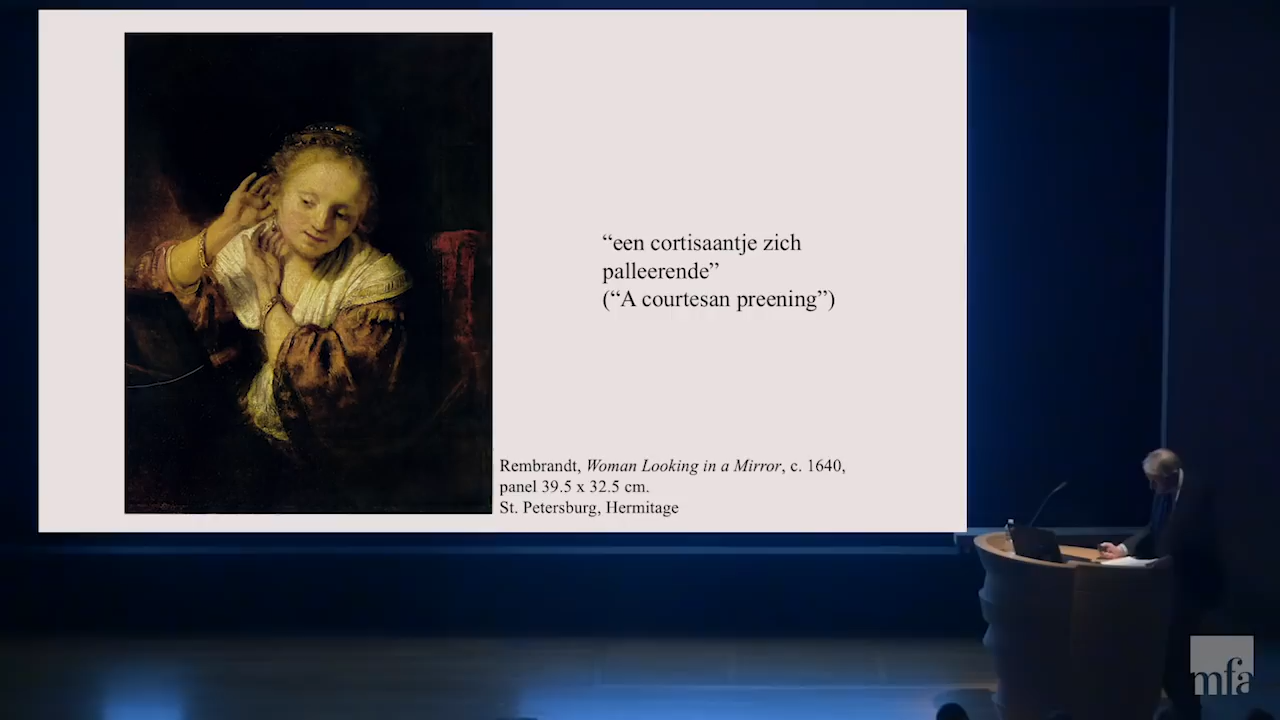 “een cortisaantje zich
palleerende”
(“A courtesan preening”)
Rembrandt, Woman Looking in a Mirror, c. 1640,
panel 39.5 x 32.5 cm.
St. Petersburg, Hermitage
mfa